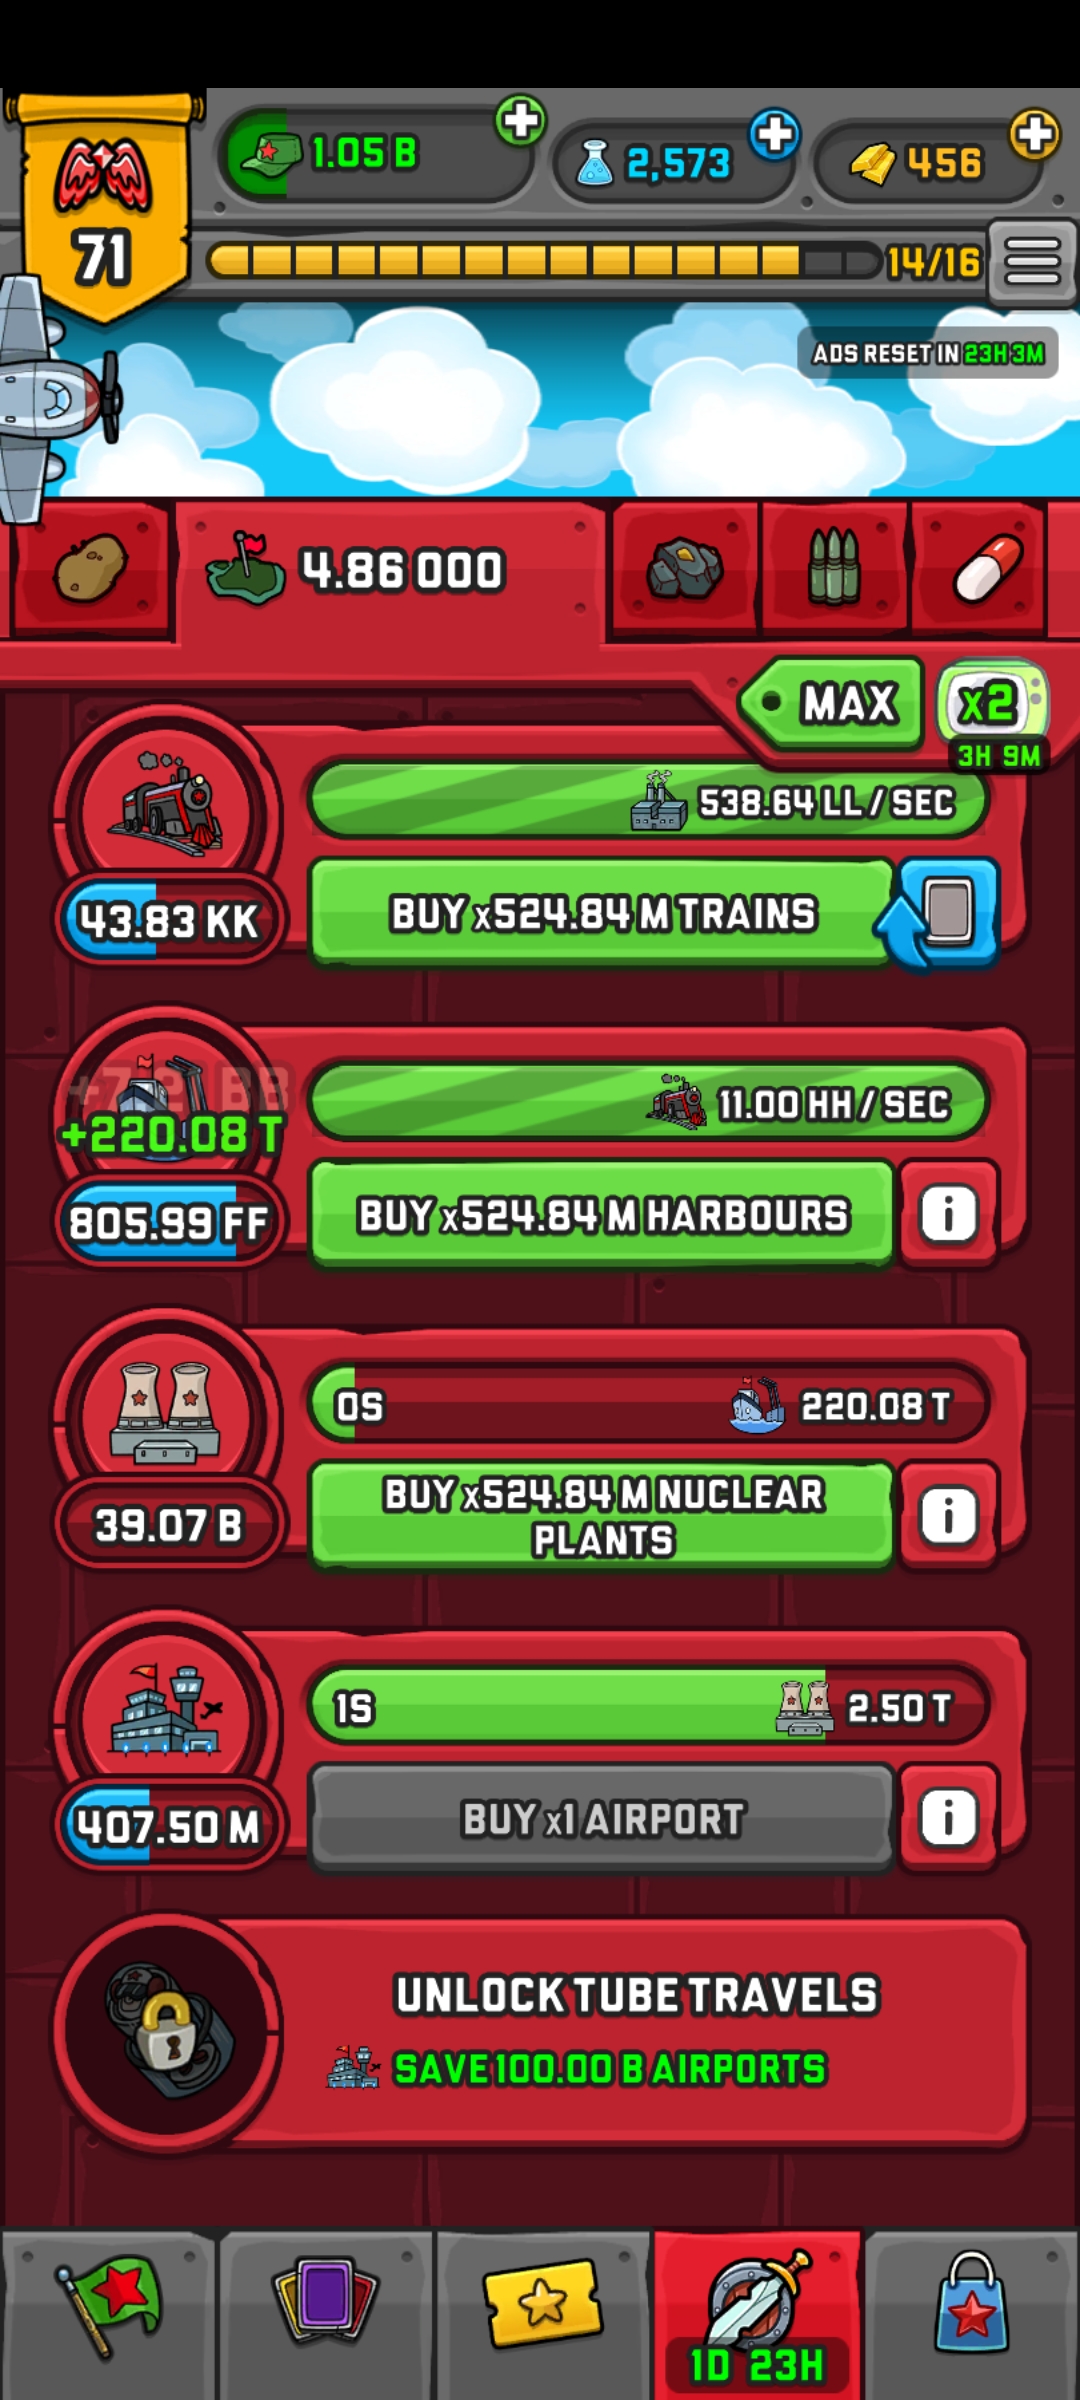 1.05 B
2,573
456
71
14/16
ADS RESET IN 23H 3M
4.86 000
MAX
x2
3H 9M
538.64 LL / SEC
43.83 KK
BUY x524.84 M TRAINS
+220.08 T
11.00 HH / SEC
805.99 FF
BUY x524.84 M HARBOURS
0S
220.08 T
39.07 B
BUY x524.84 M NUCLEAR
PLANTS
1S
2.50 T
407.50 M
BUY x1 AIRPORT
UNLOCK TUBE TRAVELS
SAVE 100.00 B AIRPORTS
1D 23H